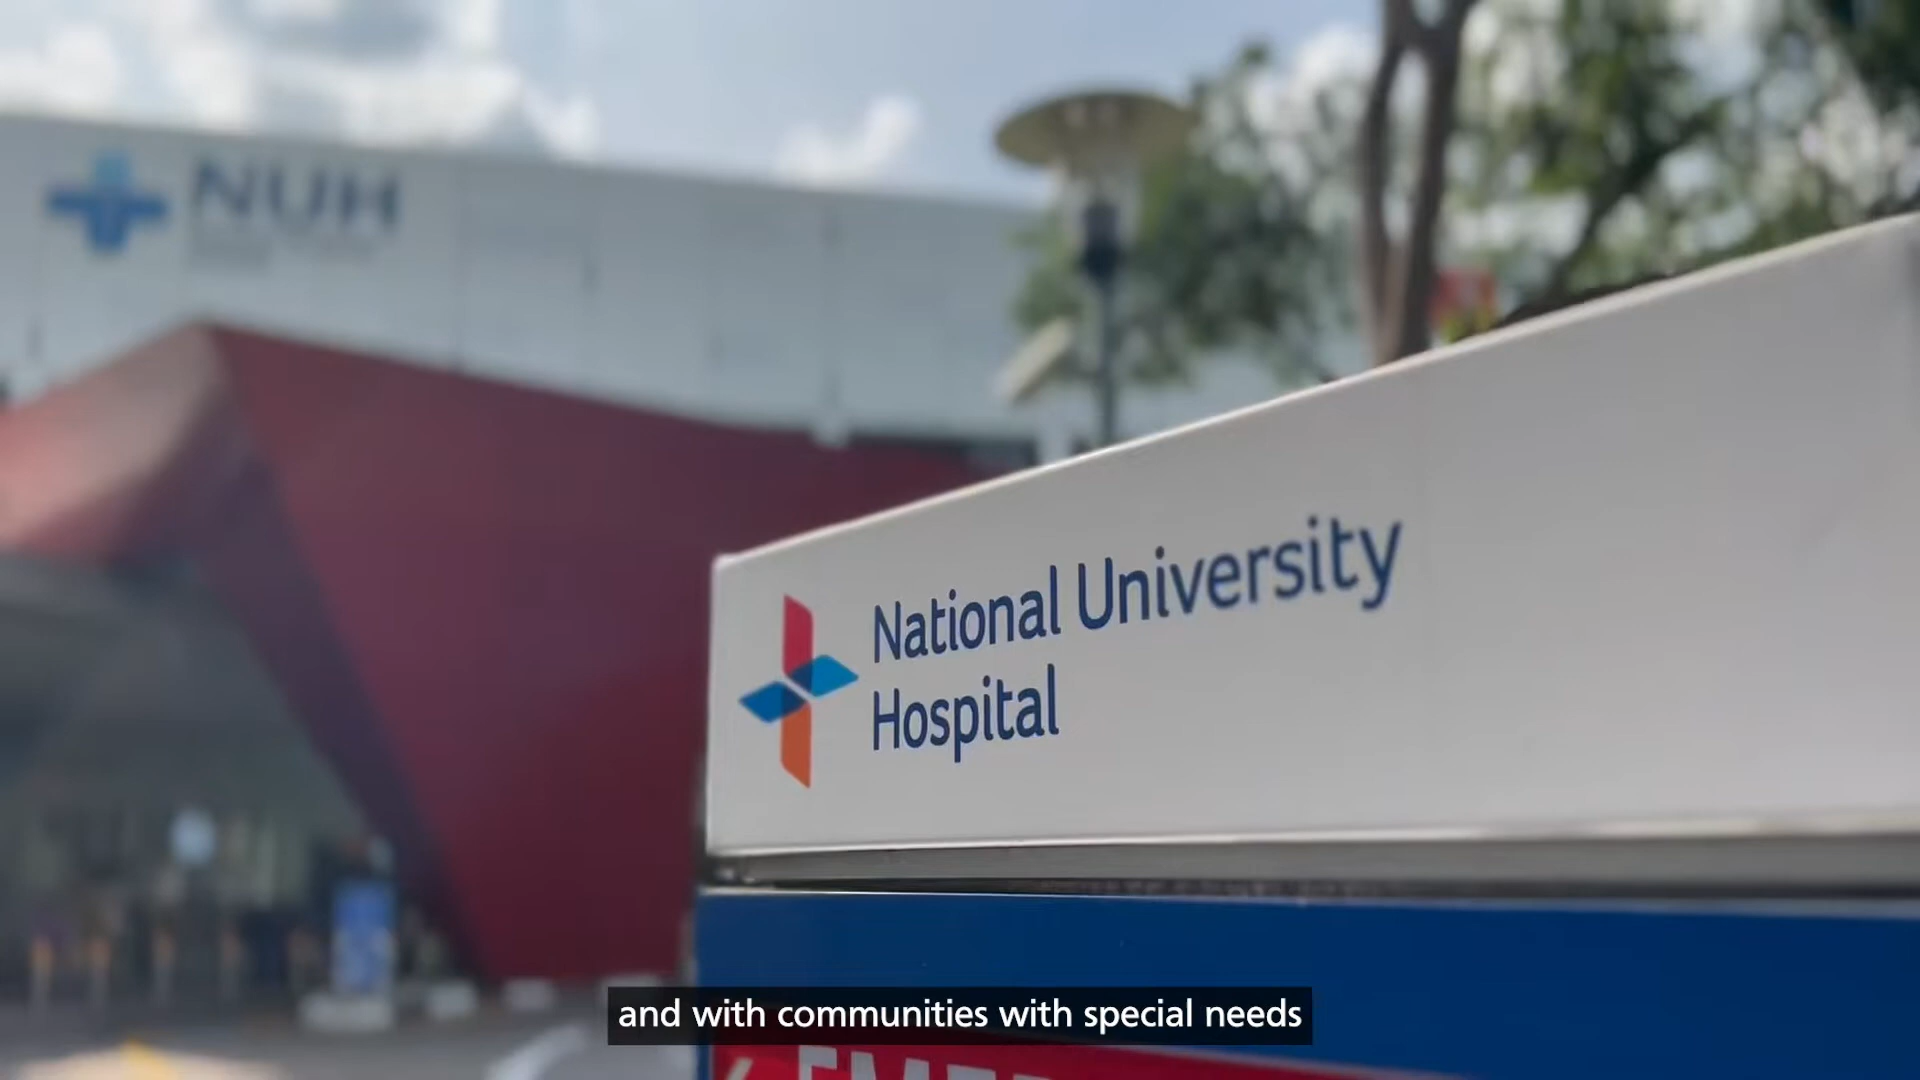 NUH
National University
Hospital
and with communities with special needs